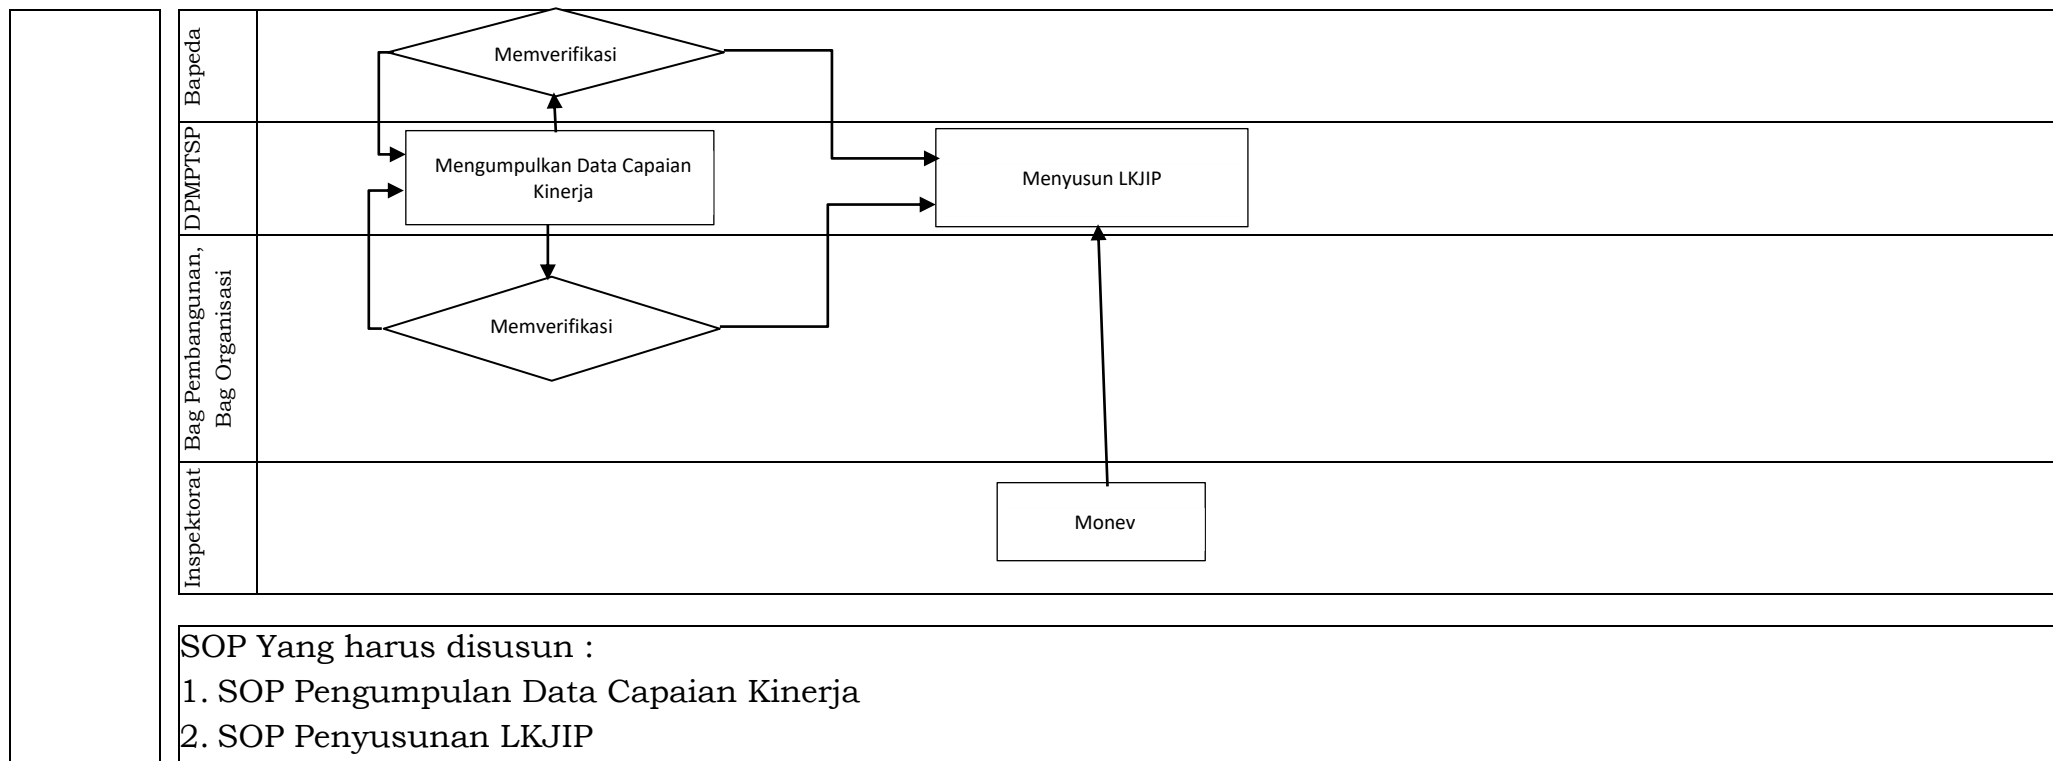 Bapeda
Memverifikasi
DPMPTSP
Mengumpulkan Data Capaian
Kinerja
Menyusun LKJIP
Bag Pembangunan,
Bag Organisasi
Memverifikasi
Inspektorat
Monev
SOP Yang harus disusun :
1. SOP Pengumpulan Data Capaian Kinerja
2. SOP Penyusunan LKJIP